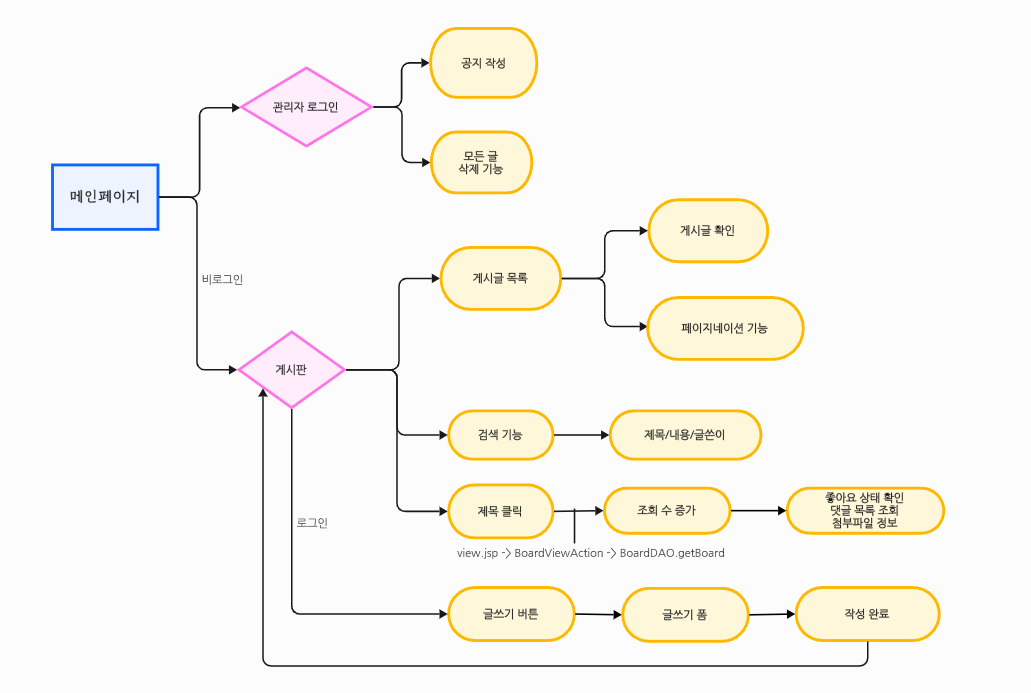 공지 작성
관리자 로그인
모든 글
삭제 기능
메인페이지
게시글 확인
비로그인
게시글 목록
페이지네이션 기능
게시판
검색 기능
제목/내용/글쓴이
제목 클릭
조회 수 증가
좋아요 상태 확인
댓글 목록 조회
첨부파일 정보
로그인
view.jsp -> BoardViewAction -> BoardDAO.getBoard
글쓰기 버튼
글쓰기 폼
작성 완료